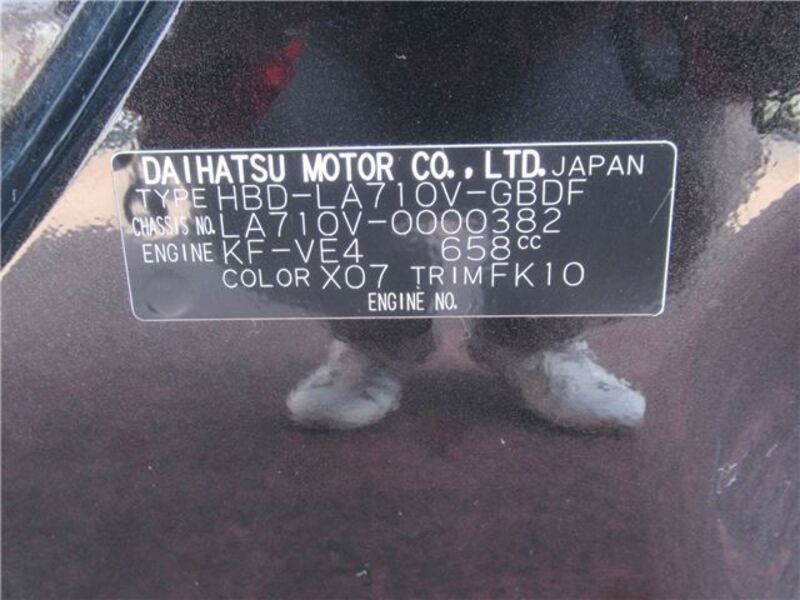 DAIHATSU MOTOR CO., LTD. JAPAN
TYPE HBD-LA710V-GBDF
CHASSIS NO. LA710V-0000382
ENGINE KF-VE4 658cc
COLOR X07 TRIM FK10
ENGINE NO.